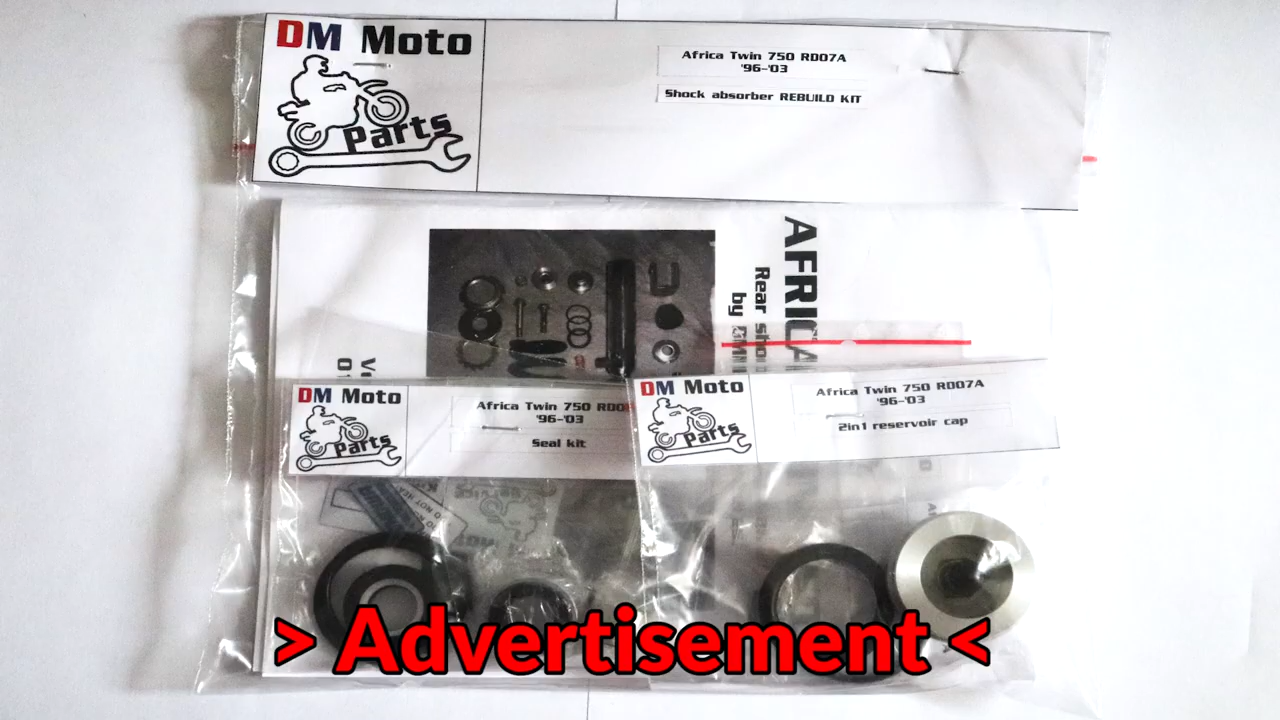 DM Moto
Parts
Africa Twin 750 RD07A
'96-'03
Shock absorber REBUILD KIT
AFRICA
Rear
by
DM Moto
Parts
Africa Twin 750
'96-'03
Seal kit
DM Moto
Parts
Africa Twin 750 RD07A
'96-'03
2in1 reservoir cap
> Advertisement <